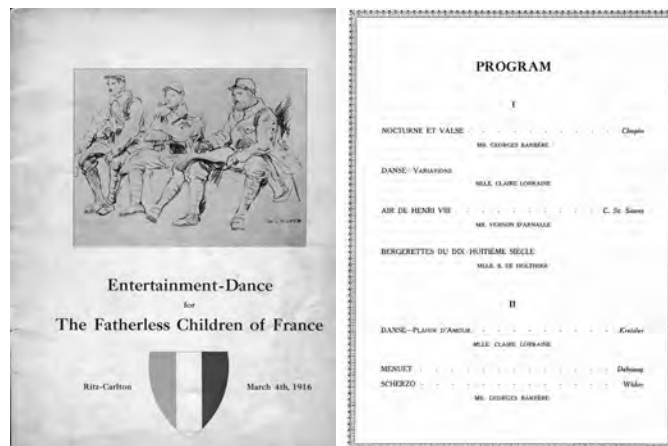 Entertainment-Dance
for
The Fatherless Children of France
Ritz-Carlton
March 4th, 1916
PROGRAM
I
NOCTURNE ET VALSE . . . . . . . . . . Chopin
MR. GEORGES BARRÈRE
DANSE—VARIATIONS
MLLE. CLAIRE LORRAINE
AIR DE HENRI VIII . . . . . . . . . . C. St. Saens
MR. VERNON D'ARNALLE
BERGERETTES DU DIX-HUITIÈME SIÈCLE
MLLE. R. DE
II
DANSE—PLAISIR D'AMOUR . . . . . . . . . . Kreisler
MLLE. CLAIRE LORRAINE
MENUET . . . . . . . . . . Debussy
SCHERZO . . . . . . . . . . Widor
MR. GEORGES BARRÈRE